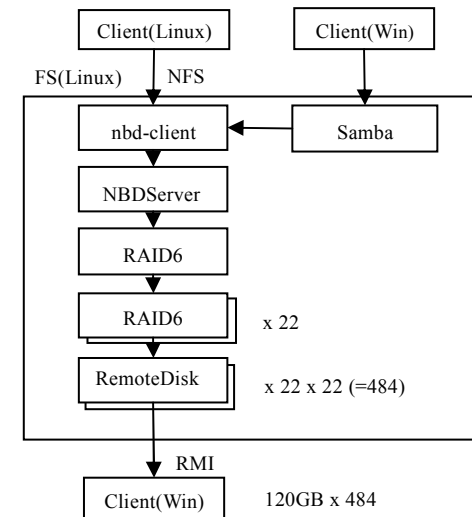 Client(Linux)
Client(Win)
FS(Linux)
NFS
nbd-client
Samba
NBDServer
RAID6
RAID6
x 22
RemoteDisk
x 22 x 22 (=484)
RMI
Client(Win)
120GB x 484